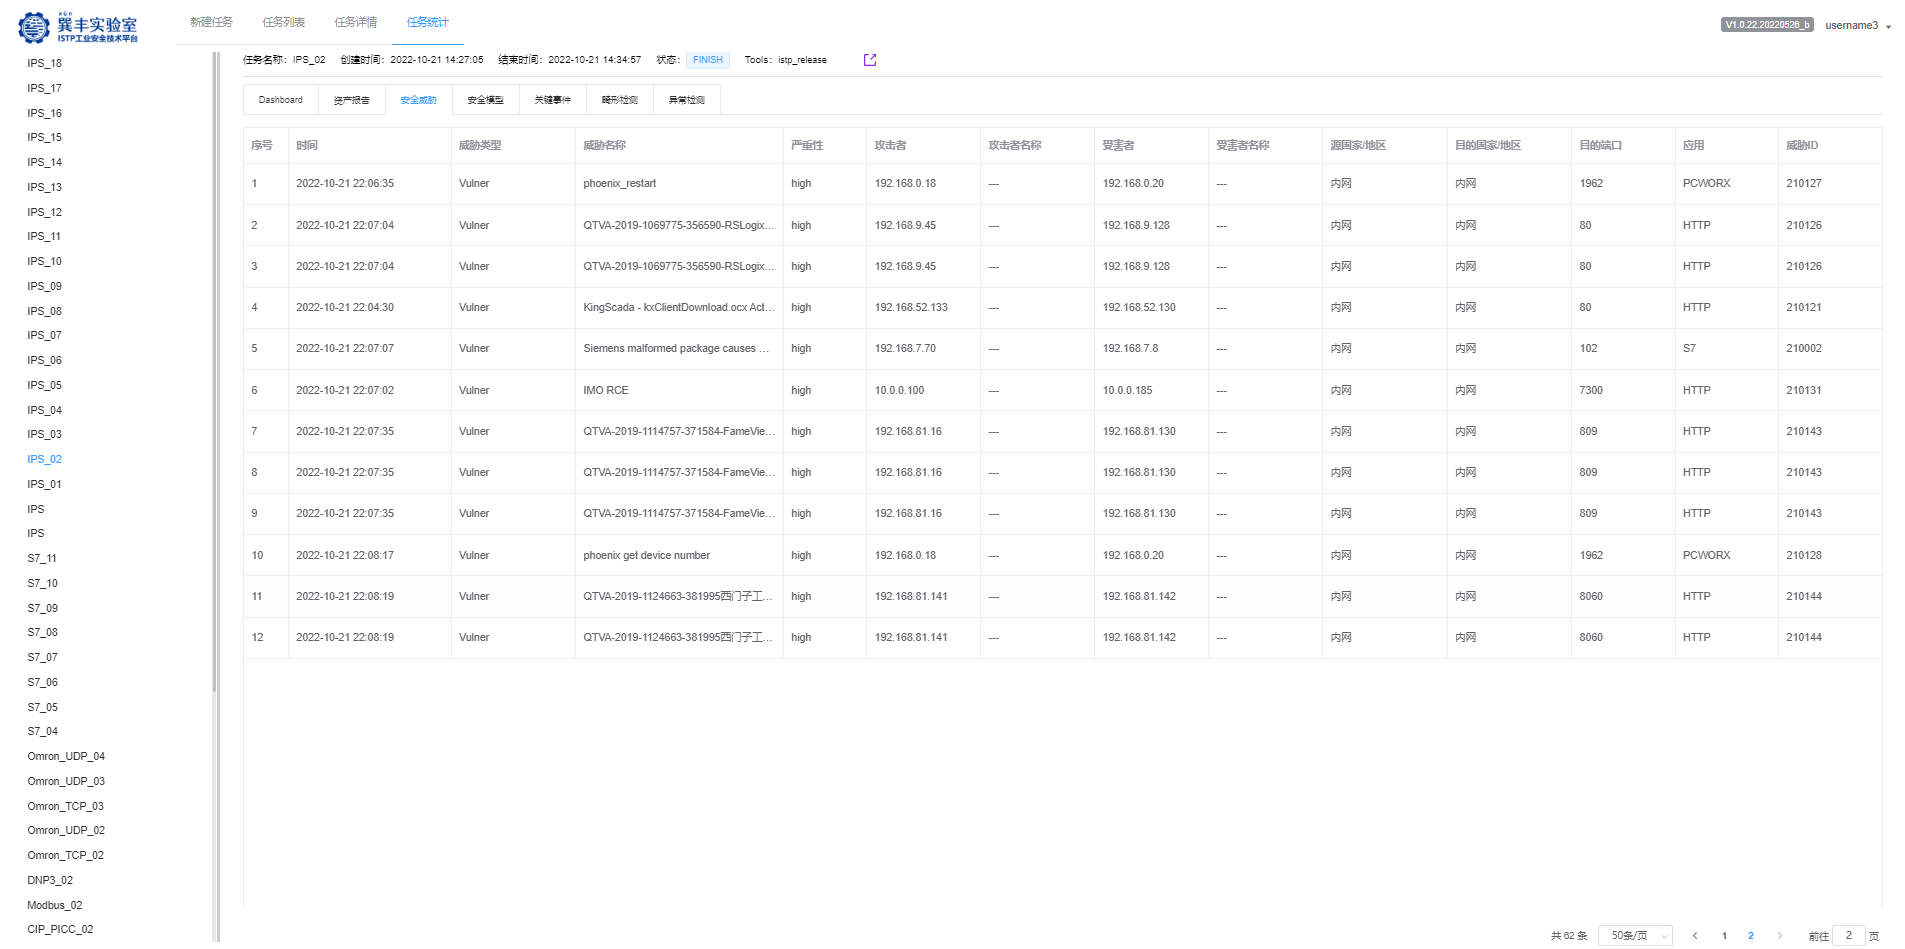 xùn
巽丰实验室
ISTP工业安全技术平台
新建任务 任务列表 任务详情 任务统计
V1.0.22.20220526_b username3
任务名称: IPS_02 创建时间: 2022-10-21 14:27:05 结束时间: 2022-10-21 14:34:57 状态: FINISH Tools: istp_release
IPS_18
IPS_17
IPS_16
IPS_15
IPS_14
IPS_13
IPS_12
IPS_11
IPS_10
IPS_09
IPS_08
IPS_07
IPS_06
IPS_05
IPS_04
IPS_03
IPS_02
IPS_01
IPS
IPS
S7_11
S7_10
S7_09
S7_08
S7_07
S7_06
S7_05
S7_04
Omron_UDP_04
Omron_UDP_03
Omron_TCP_03
Omron_UDP_02
Omron_TCP_02
DNP3_02
Modbus_02
CIP_PICC_02
Dashboard 资产报告 安全威胁 安全模型 关键事件 畸形检测 异常检测
序号 时间 威胁类型 威胁名称 严重性 攻击者 攻击者名称 受害者 受害者名称 源国家/地区 目的国家/地区 目的端口 应用 威胁ID
1 2022-10-21 22:06:35 Vulner phoenix_restart high 192.168.0.18 --- 192.168.0.20 --- 内网 内网 1962 PCWORX 210127
2 2022-10-21 22:07:04 Vulner QTVA-2019-1069775-356590-RSLogix... high 192.168.9.45 --- 192.168.9.128 --- 内网 内网 80 HTTP 210126
3 2022-10-21 22:07:04 Vulner QTVA-2019-1069775-356590-RSLogix... high 192.168.9.45 --- 192.168.9.128 --- 内网 内网 80 HTTP 210126
4 2022-10-21 22:04:30 Vulner KingScada - kxClientDownload.ocx Act... high 192.168.52.133 --- 192.168.52.130 --- 内网 内网 80 HTTP 210121
5 2022-10-21 22:07:07 Vulner Siemens malformed package causes ... high 192.168.7.70 --- 192.168.7.8 --- 内网 内网 102 S7 210002
6 2022-10-21 22:07:02 Vulner IMO RCE high 10.0.0.100 --- 10.0.0.185 --- 内网 内网 7300 HTTP 210131
7 2022-10-21 22:07:35 Vulner QTVA-2019-1114757-371584-FameVie... high 192.168.81.16 --- 192.168.81.130 --- 内网 内网 809 HTTP 210143
8 2022-10-21 22:07:35 Vulner QTVA-2019-1114757-371584-FameVie... high 192.168.81.16 --- 192.168.81.130 --- 内网 内网 809 HTTP 210143
9 2022-10-21 22:07:35 Vulner QTVA-2019-1114757-371584-FameVie... high 192.168.81.16 --- 192.168.81.130 --- 内网 内网 809 HTTP 210143
10 2022-10-21 22:08:17 Vulner phoenix get device number high 192.168.0.18 --- 192.168.0.20 --- 内网 内网 1962 PCWORX 210128
11 2022-10-21 22:08:19 Vulner QTVA-2019-1124663-381995西门子工... high 192.168.81.141 --- 192.168.81.142 --- 内网 内网 8060 HTTP 210144
12 2022-10-21 22:08:19 Vulner QTVA-2019-1124663-381995西门子工... high 192.168.81.141 --- 192.168.81.142 --- 内网 内网 8060 HTTP 210144
共 62 条 50条/页 < 1 2 > 前往 2 页